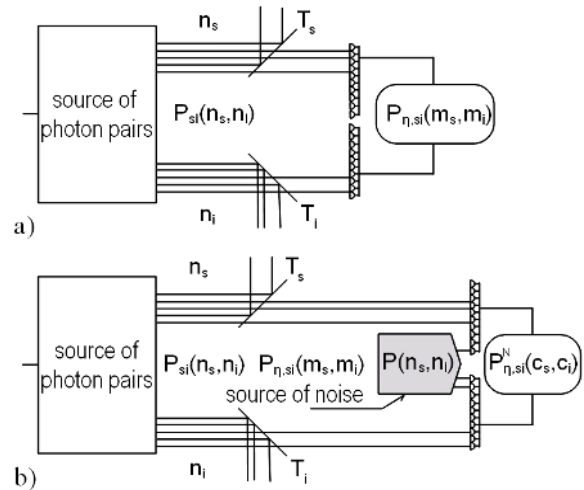 n_s
T_s
source of
photon pairs
P_si(n_s,n_i)
P_η,si(m_s,m_i)
n_i
T_i
a)
n_s
T_s
source of
photon pairs
P_si(n_s,n_i) P_η,si(m_s,m_i) P(n_s,n_i) P^N_η,si(c_s,c_i)
source of noise
n_i
T_i
b)